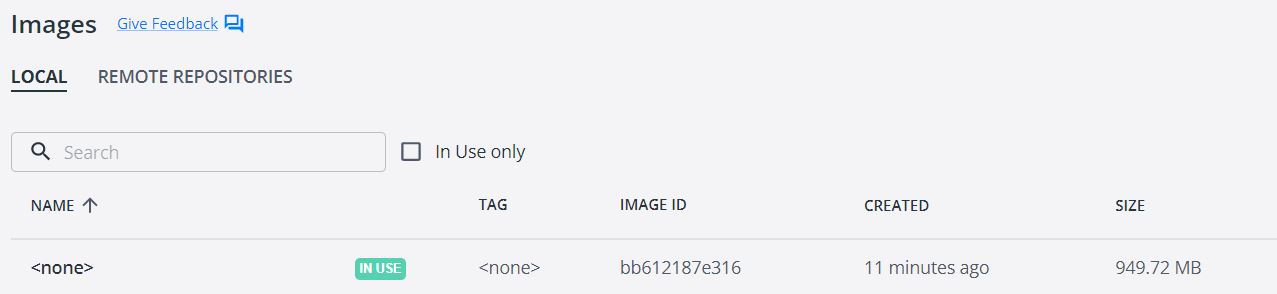 Images Give Feedback
LOCAL REMOTE REPOSITORIES
Search In Use only
NAME TAG IMAGE ID CREATED SIZE
<none> IN USE <none> bb612187e316 11 minutes ago 949.72 MB